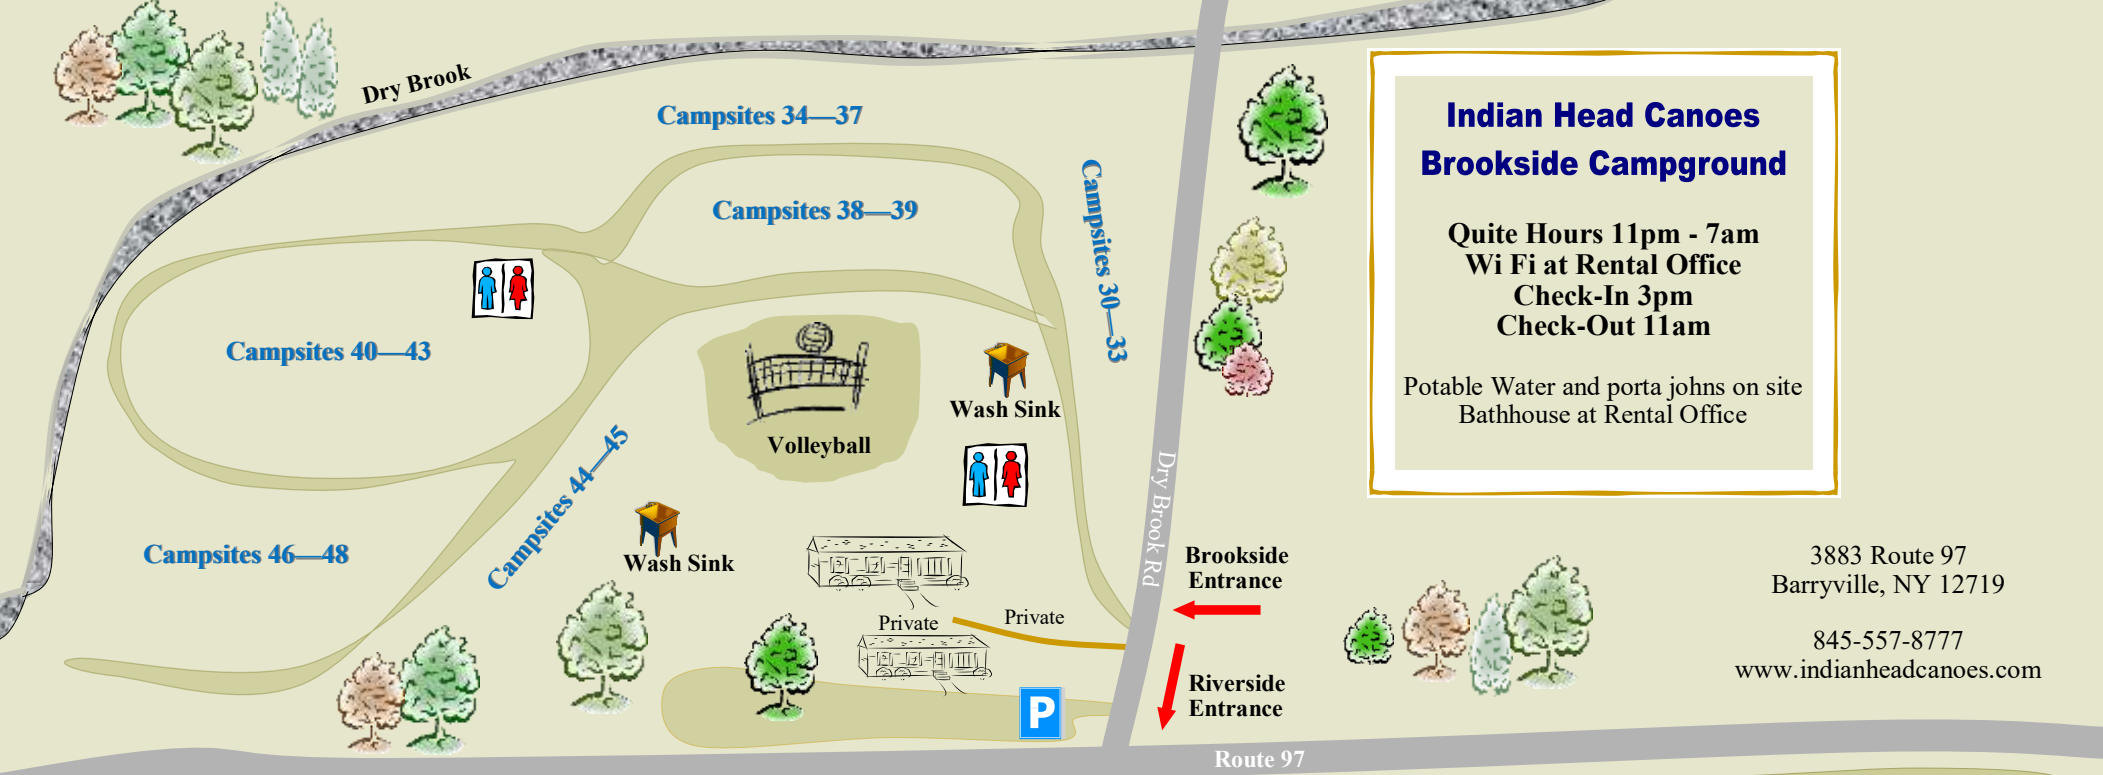 Dry Brook
Campsites 34—37
Campsites 38—39
Campsites 30—33
Campsites 40—43
Wash Sink
Volleyball
Campsites 44—45
Campsites 46—48
Wash Sink
Private
Private
Dry Brook Rd
Brookside
Entrance
Riverside
Entrance
P
Route 97
Indian Head Canoes
Brookside Campground
Quite Hours 11pm - 7am
Wi Fi at Rental Office
Check-In 3pm
Check-Out 11am
Potable Water and porta johns on site
Bathhouse at Rental Office
3883 Route 97
Barryville, NY 12719
845-557-8777
www.indianheadcanoes.com